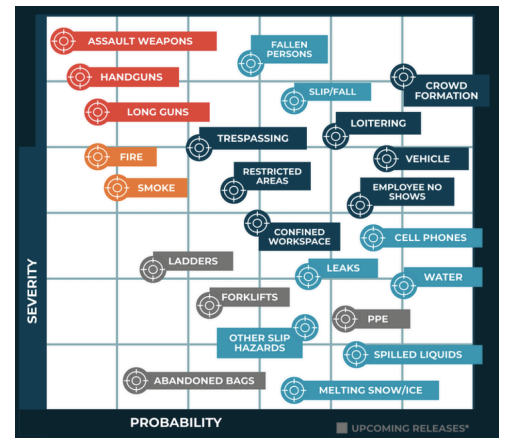 ASSAULT WEAPONS
FALLEN
PERSONS
HANDGUNS
CROWD
FORMATION
SLIP/FALL
LONG GUNS
LOITERING
TRESPASSING
FIRE
VEHICLE
RESTRICTED
AREAS
SMOKE
EMPLOYEE NO
SHOWS
CONFINED
WORKSPACE
CELL PHONES
LADDERS
LEAKS
WATER
FORKLIFTS
PPE
OTHER SLIP
HAZARDS
SPILLED LIQUIDS
ABANDONED BAGS
MELTING SNOW/ICE
SEVERITY
PROBABILITY
UPCOMING RELEASES*